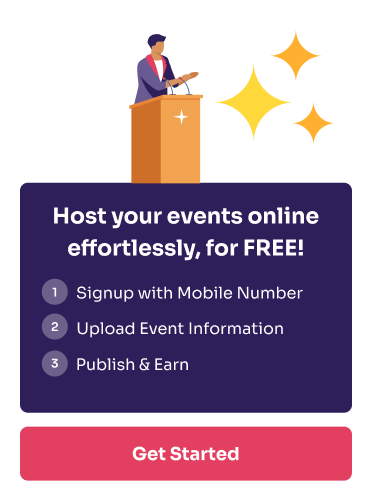 Host your events online
effortlessly, for FREE!
1 Signup with Mobile Number
2 Upload Event Information
3 Publish & Earn
Get Started